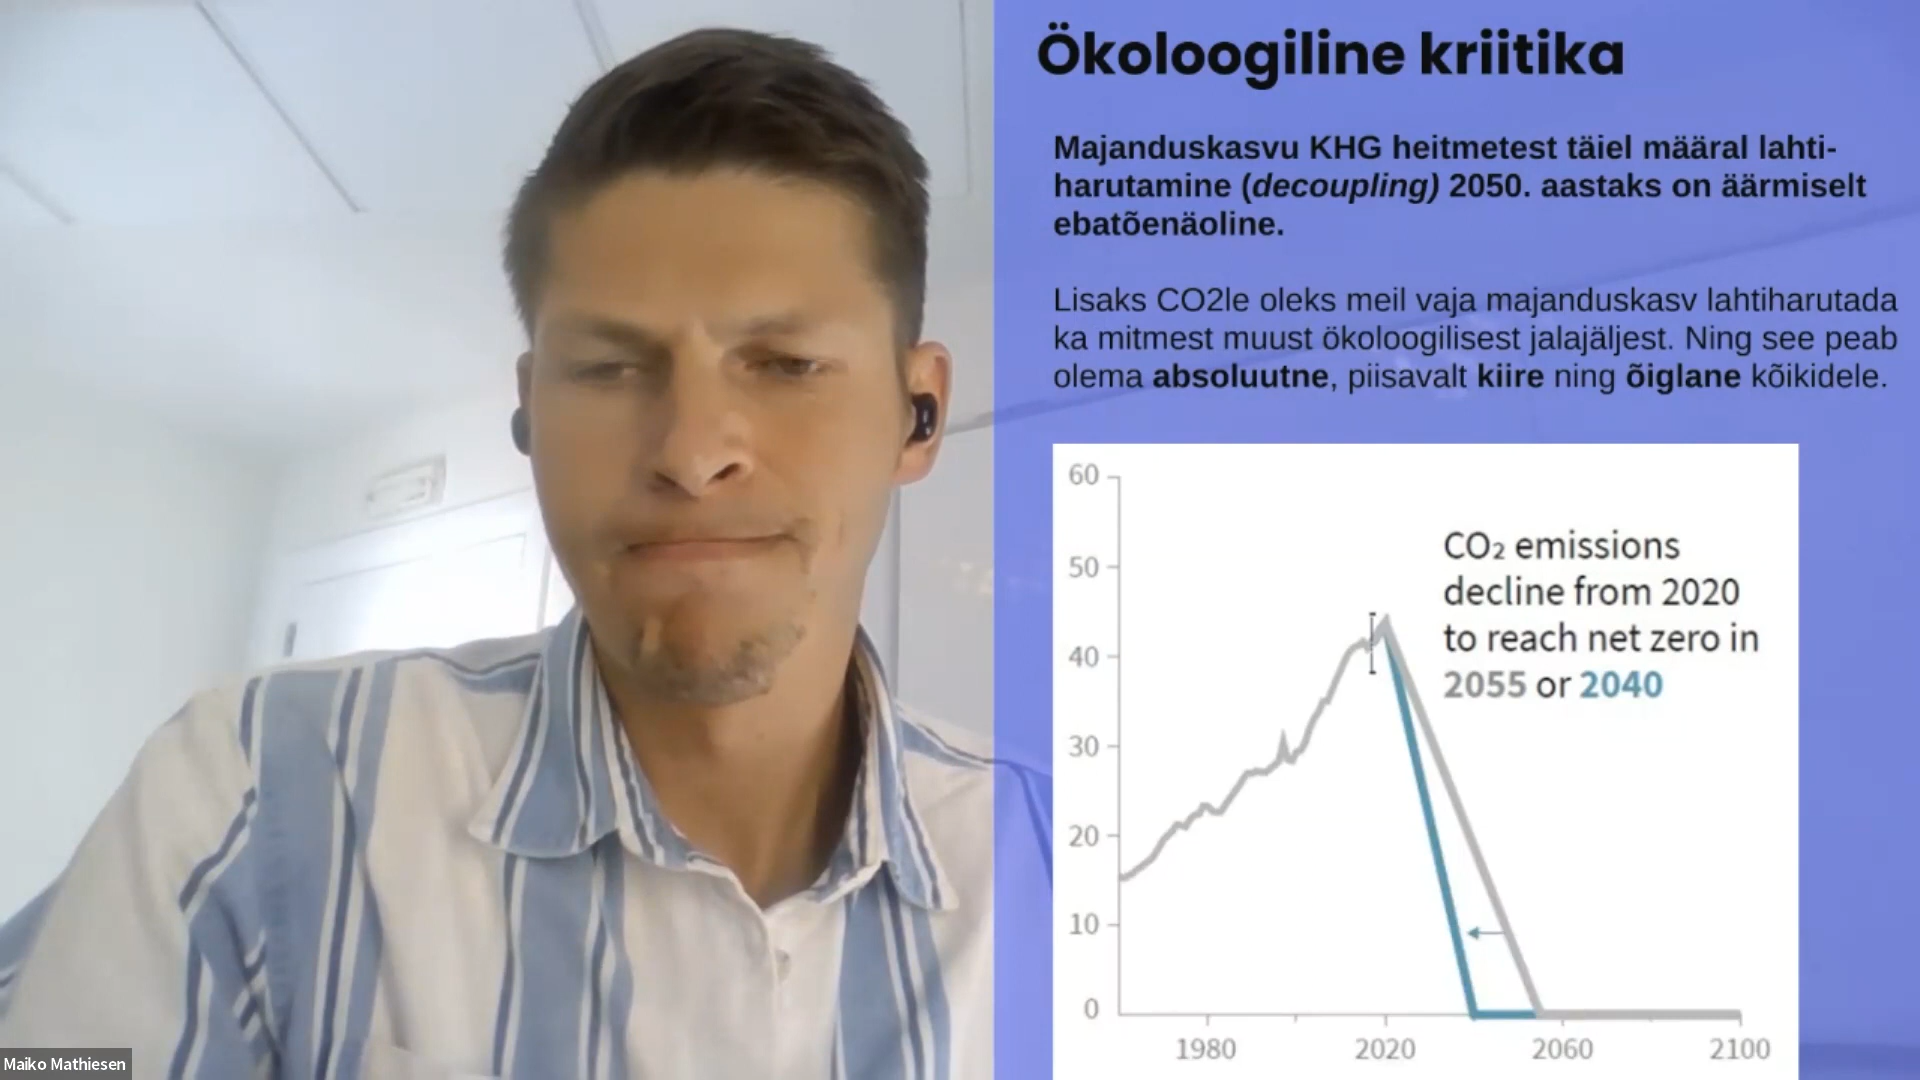 Ökoloogiline kriitika
Majanduskasvu KHG heitmetest täiel määral lahti-
harutamine (decoupling) 2050. aastaks on äärmiselt
ebatõenäoline.
Lisaks CO2le oleks meil vaja majanduskasv lahtiharutada
ka mitmest muust ökoloogilisest jalajäljest. Ning see peab
olema absoluutne, piisavalt kiire ning õiglane kõikidele.
60
50
40
30
20
10
0
CO₂ emissions
decline from 2020
to reach net zero in
2055 or 2040
1980 2020 2060 2100
Maiko Mathiesen